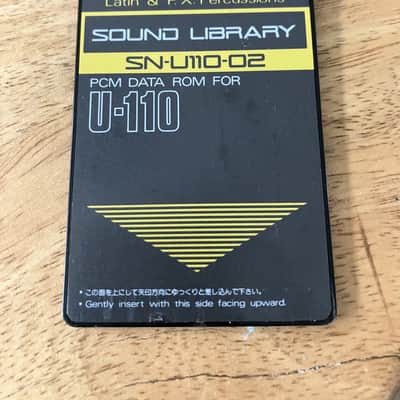 Latin & F.X. Percussions
SOUND LIBRARY
SN-U110-02
PCM DATA ROM FOR
U-110
•この面を上にして矢印方向にゆっくりと差し込んで下さい。
•Gently insert with this side facing upward.